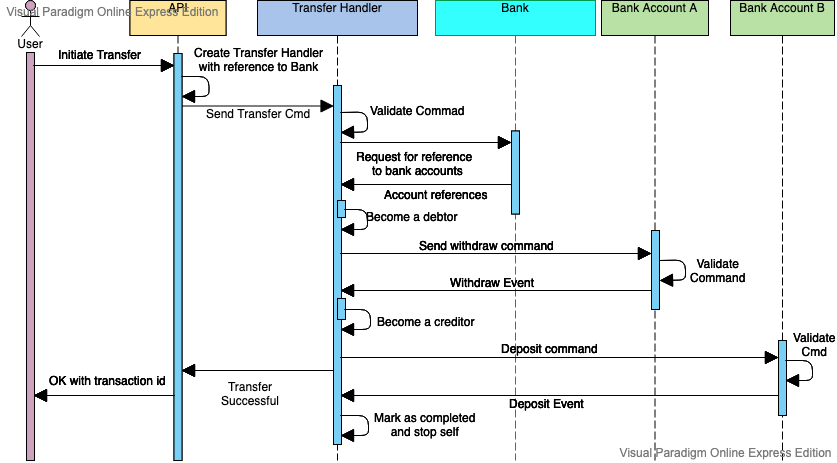 Visual Paradigm Online Express Edition
API
Transfer Handler
Bank
Bank Account A
Bank Account B
User
Initiate Transfer
Create Transfer Handler
with reference to Bank
Send Transfer Cmd
Validate Commad
Request for reference
to bank accounts
Account references
Become a debtor
Send withdraw command
Validate
Command
Withdraw Event
Become a creditor
Validate
Cmd
Deposit command
OK with transaction id
Transfer
Successful
Deposit Event
Mark as completed
and stop self
Visual Paradigm Online Express Edition